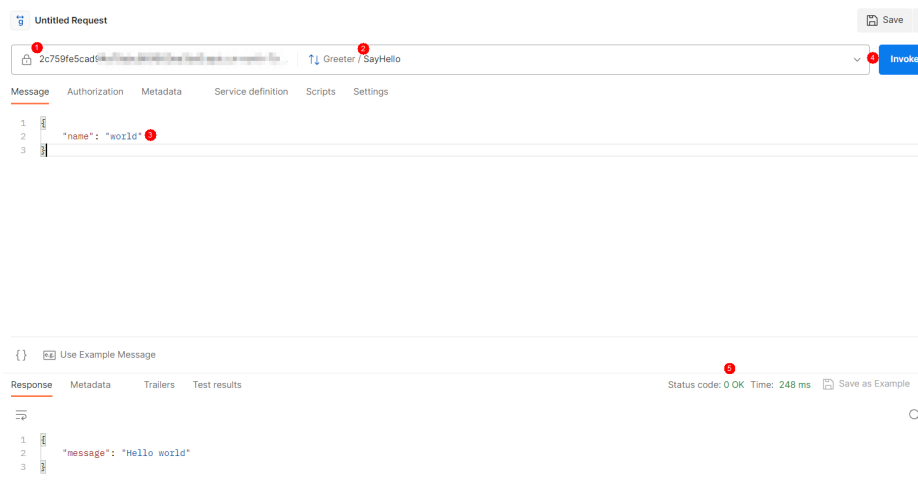 Untitled Request
Save
1
2
2c759fe5cad9
Greeter / SayHello
4
Invoke
Message Authorization Metadata Service definition Scripts Settings
1 {
2 "name": "world" 3
3 }
{} e.g. Use Example Message
5
Response Metadata Trailers Test results Status code: 0 OK Time: 248 ms Save as Example
1 {
2 "message": "Hello world"
3 }